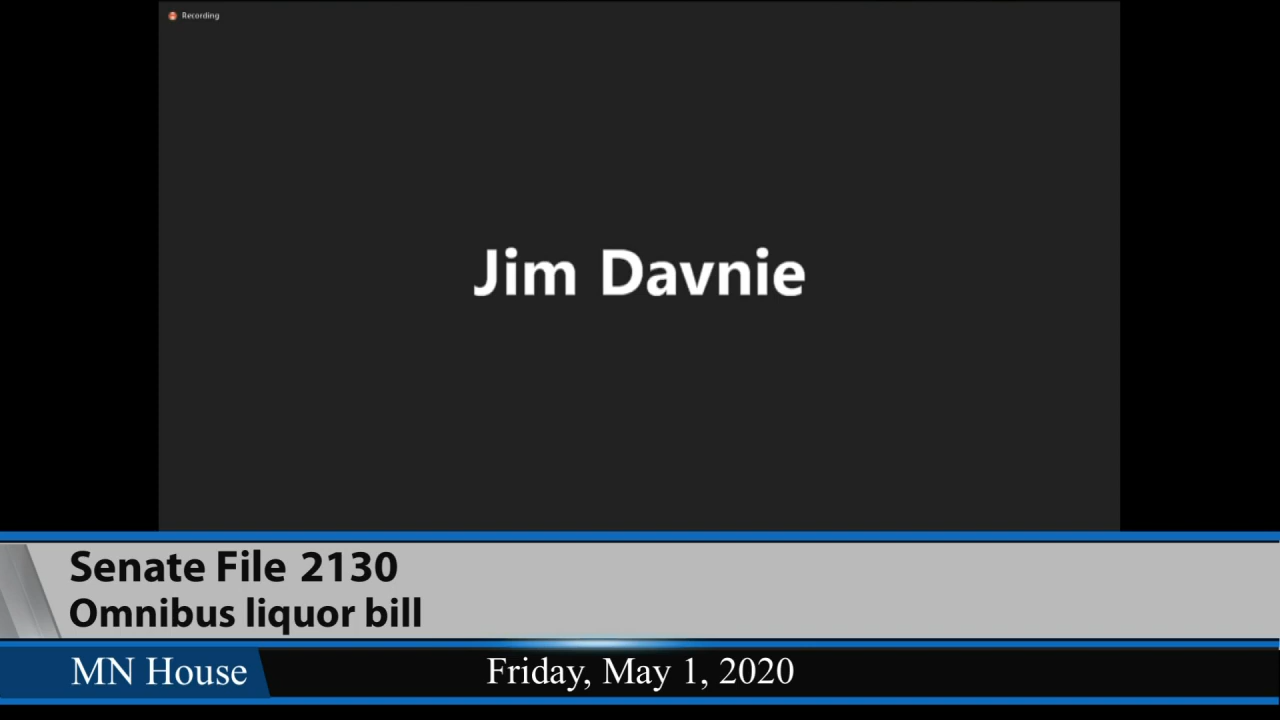 Recording
Jim Davnie
Senate File 2130
Omnibus liquor bill
MN House
Friday, May 1, 2020